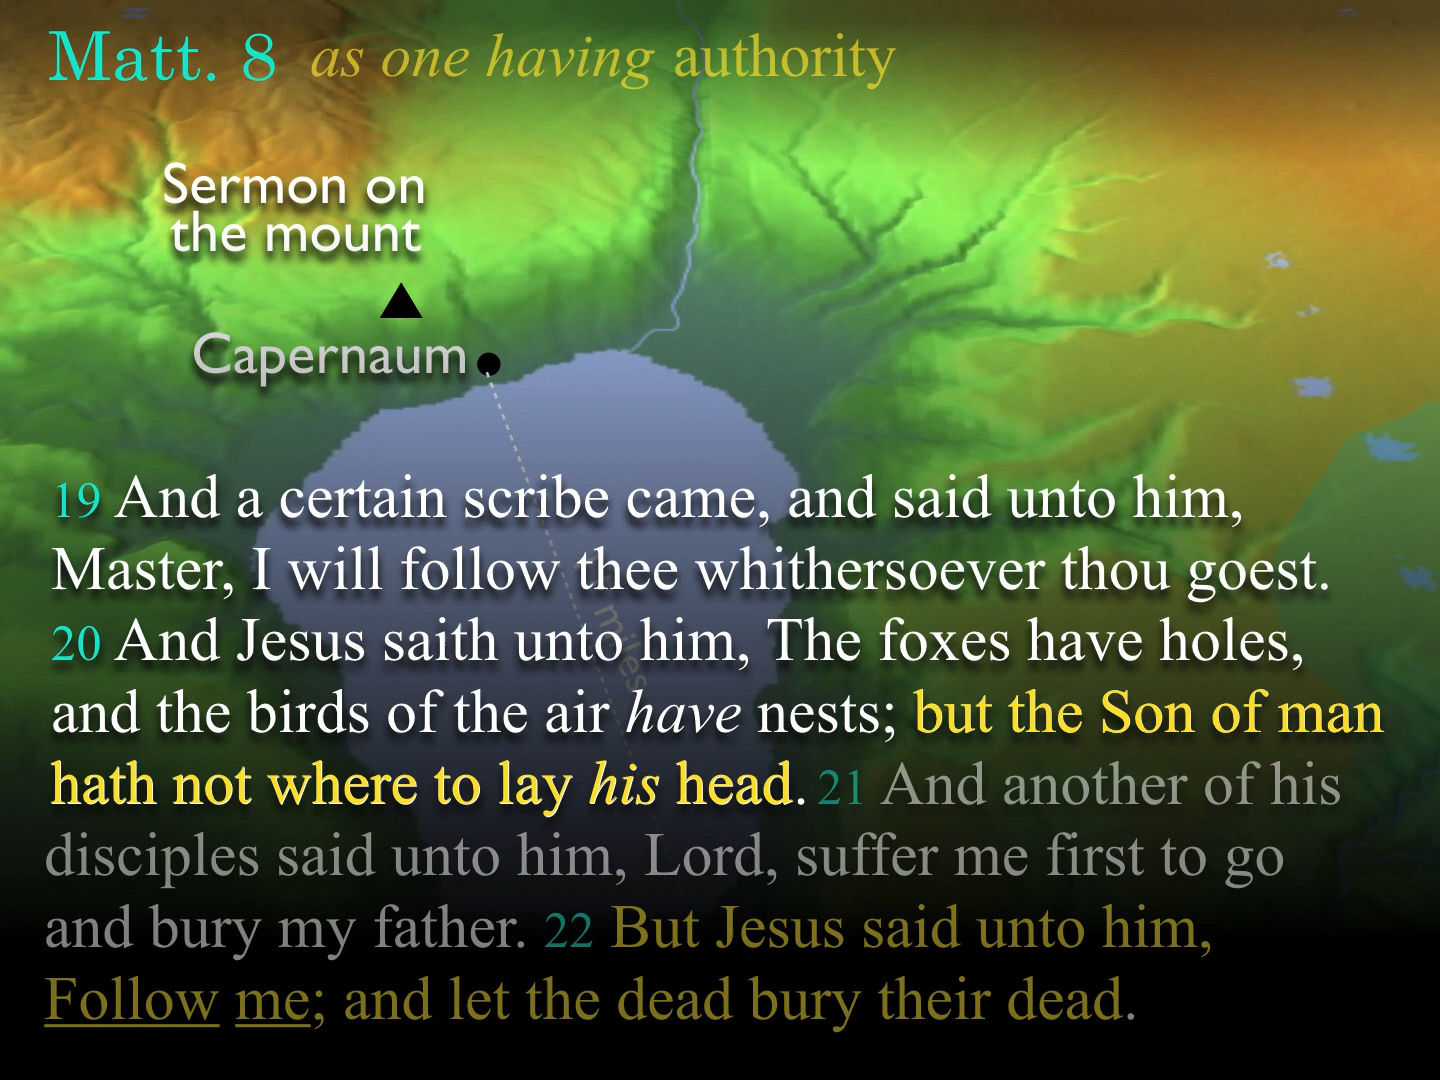 Matt. 8 as one having authority
Sermon on
the mount
Capernaum
miles
19 And a certain scribe came, and said unto him,
Master, I will follow thee whithersoever thou goest.
20 And Jesus saith unto him, The foxes have holes,
and the birds of the air have nests; but the Son of man
hath not where to lay his head. 21 And another of his
disciples said unto him, Lord, suffer me first to go
and bury my father. 22 But Jesus said unto him,
Follow me; and let the dead bury their dead.